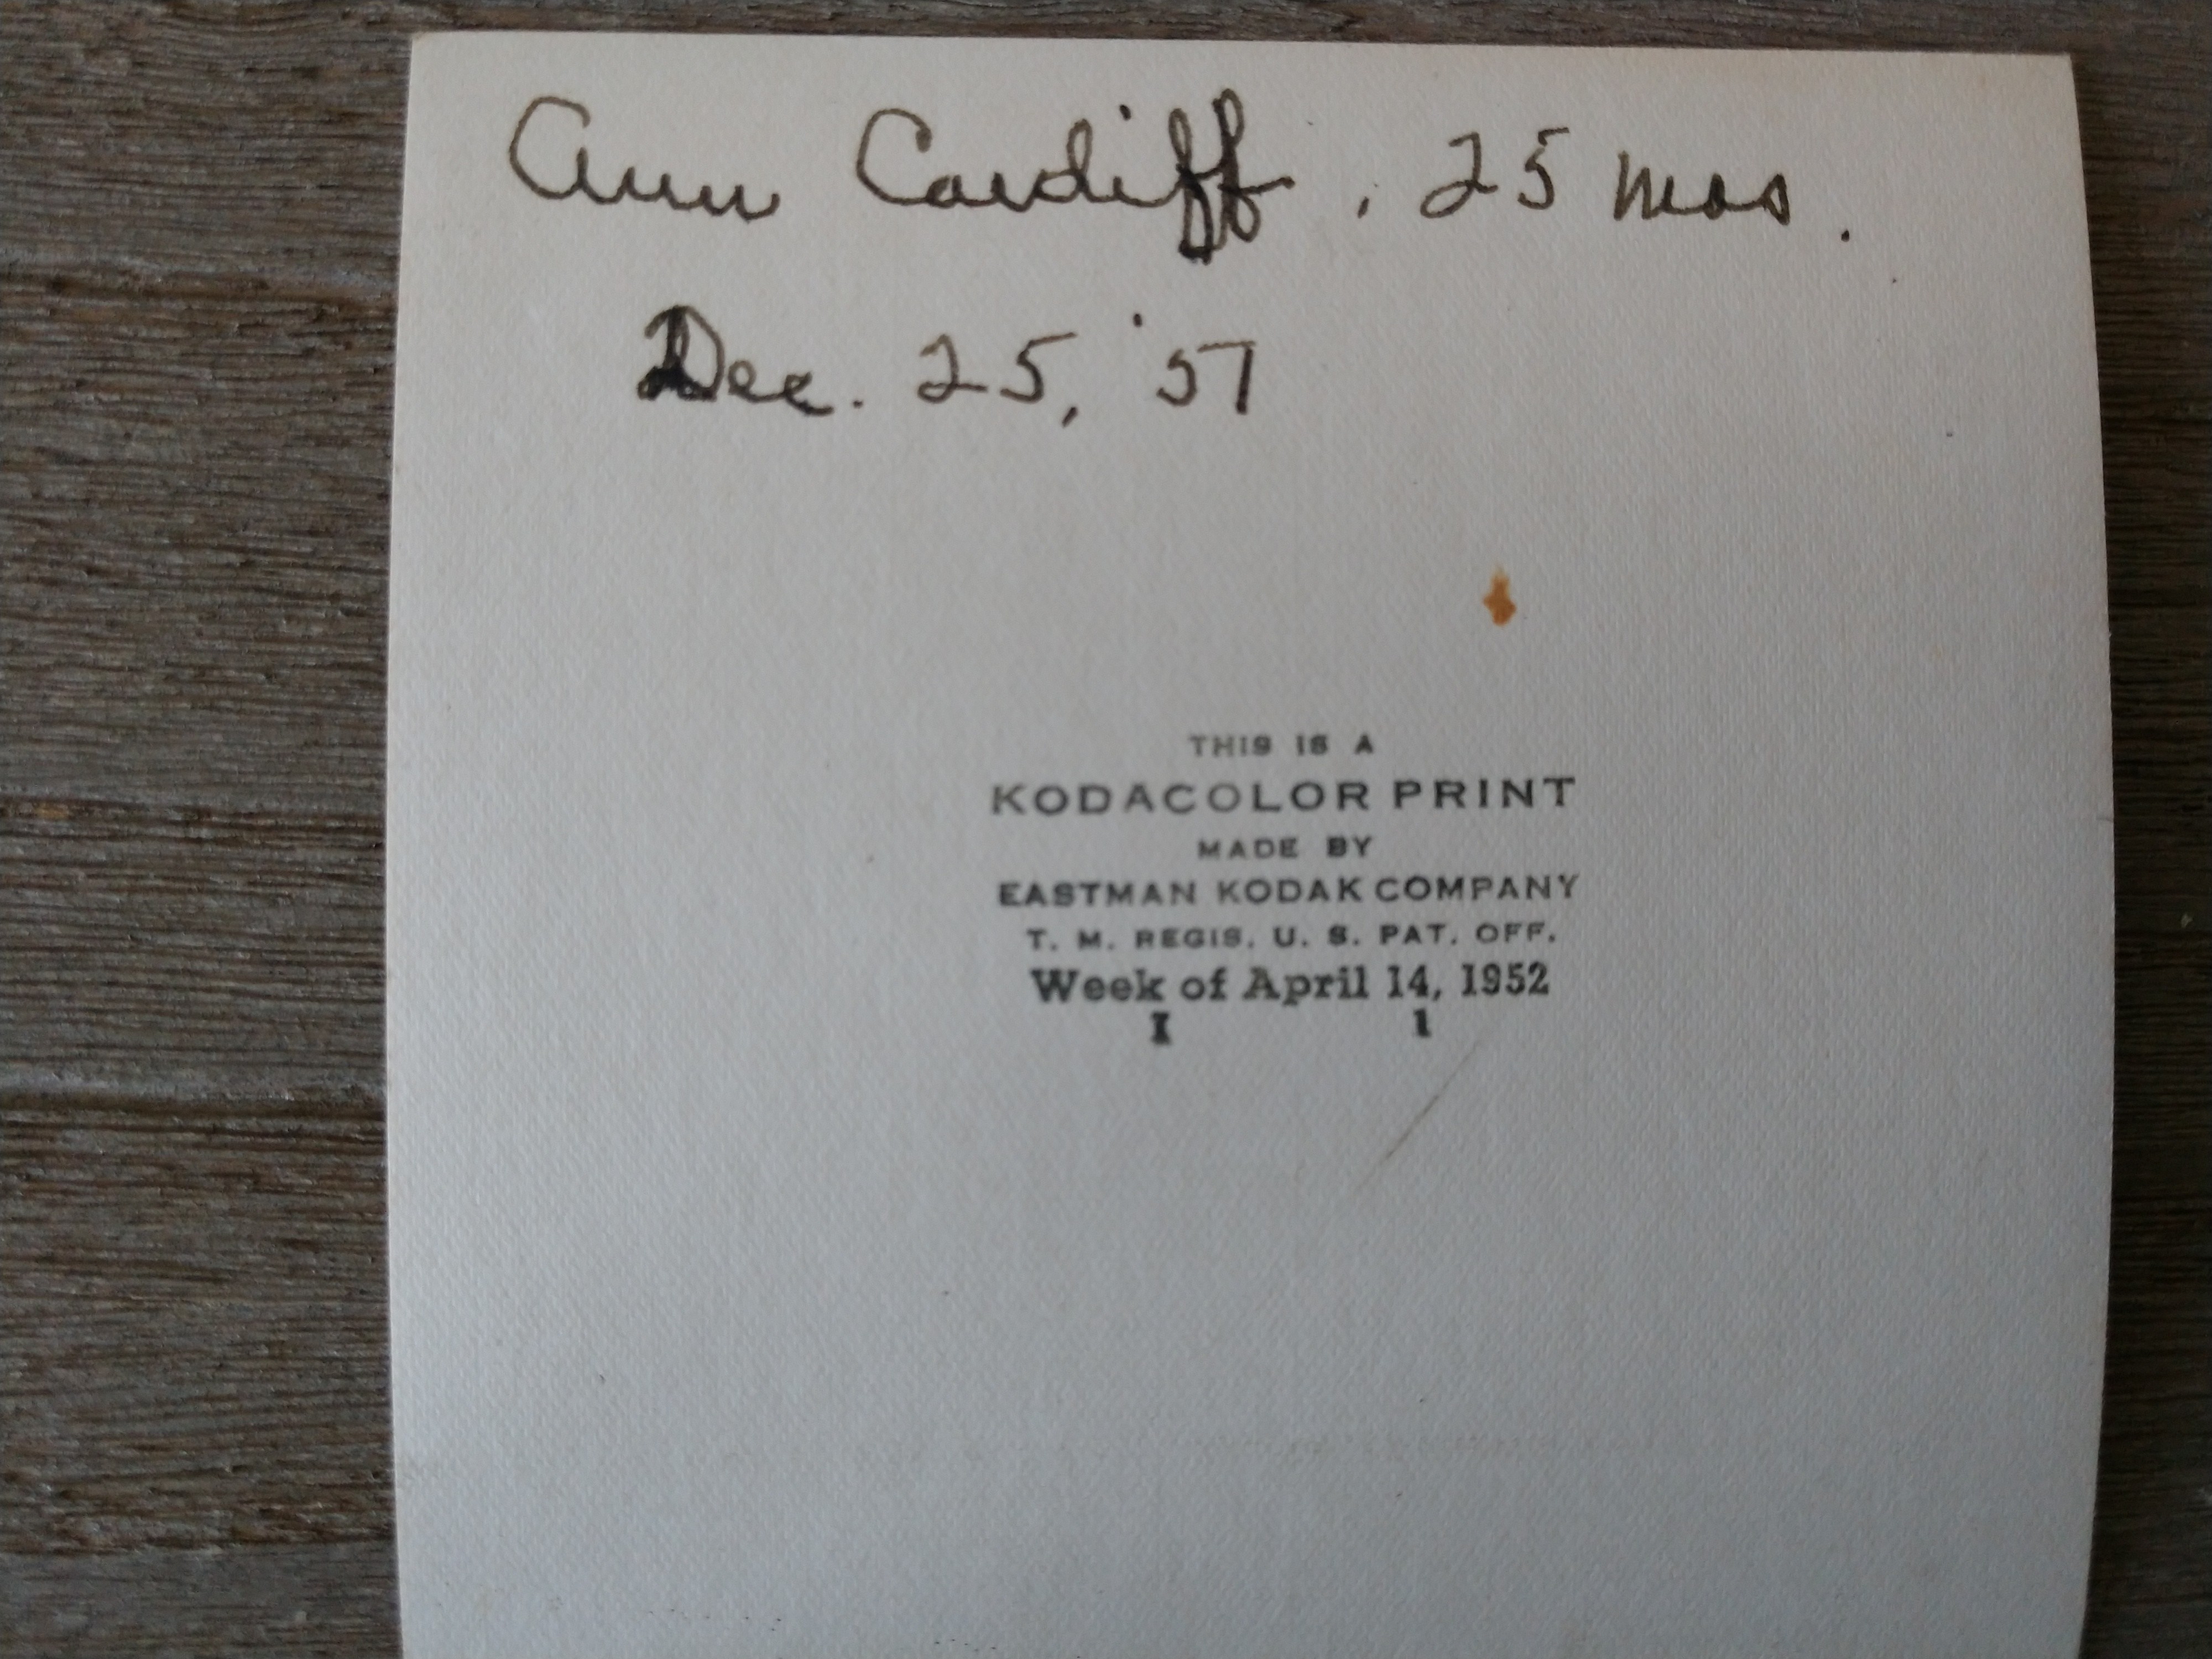 Ann Cardiff, 25 mos.
Dec. 25, '51
THIS IS A
KODACOLOR PRINT
MADE BY
EASTMAN KODAK COMPANY
T. M. REGIS. U. S. PAT. OFF.
Week of April 14, 1952
I 1